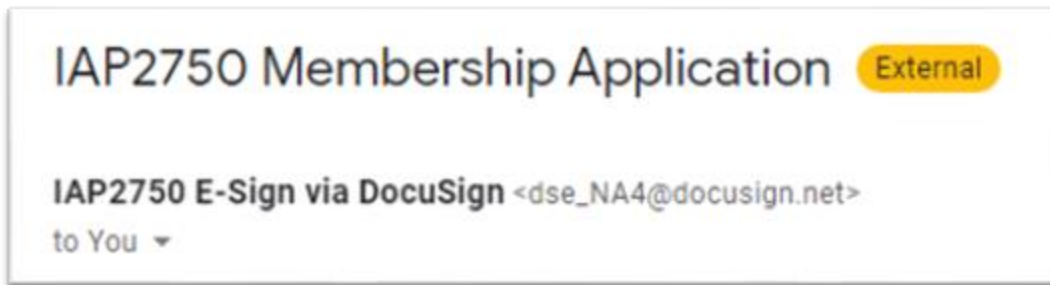 IAP2750 Membership Application External
IAP2750 E-Sign via DocuSign <dse_NA4@docusign.net>
to You